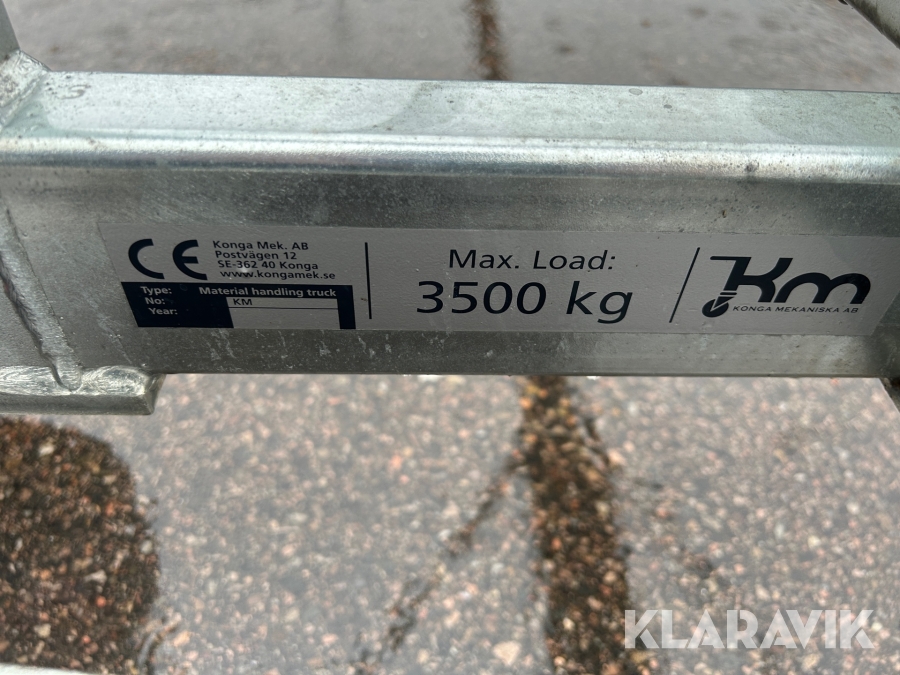 CE
Konga Mek. AB
Postvägen 12
SE-362 40 Konga
www.kongamek.se
Type: Material handling truck
No: KM
Year:
Max. Load:
3500 kg
Km
KONGA MEKANISKA AB
KLARAVIK